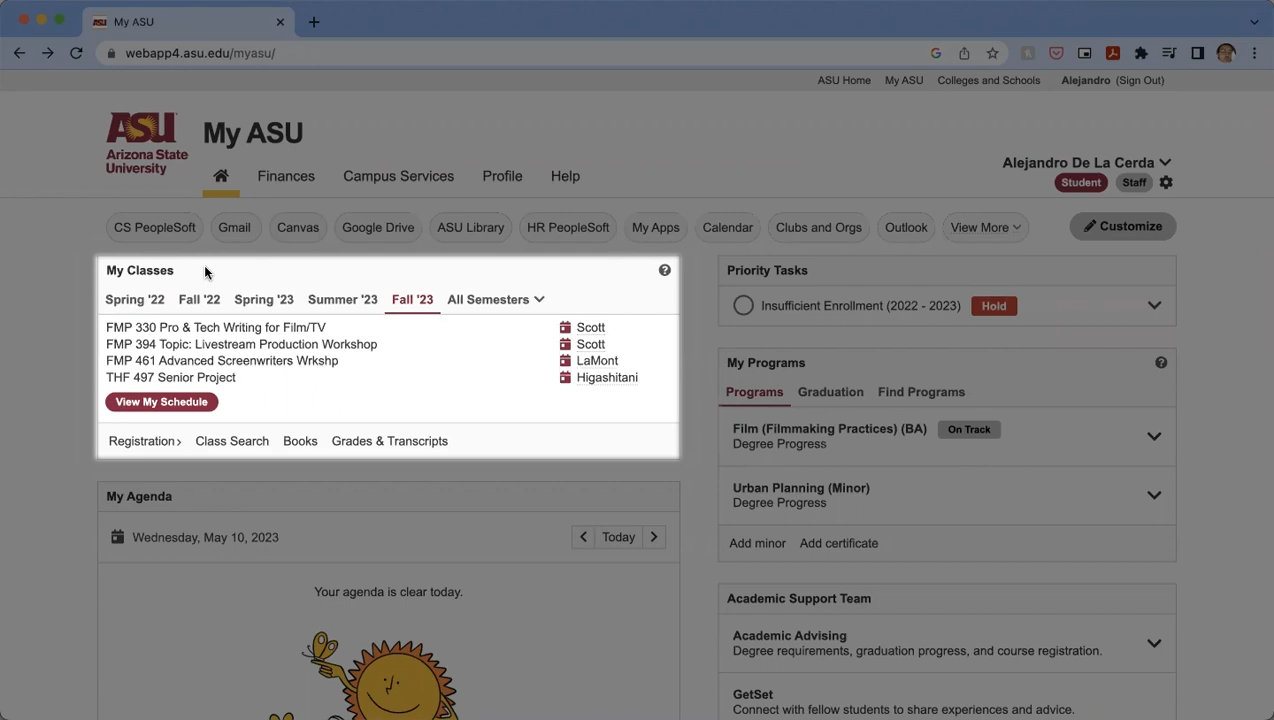 My ASU
webapp4.asu.edu/myasu/
ASU Home My ASU Colleges and Schools Alejandro (Sign Out)
ASU
Arizona State
University
My ASU
Finances Campus Services Profile Help
Alejandro De La Cerda
Student Staff
CS PeopleSoft Gmail Canvas Google Drive ASU Library HR PeopleSoft My Apps Calendar Clubs and Orgs Outlook View More Customize
My Classes
Spring '22 Fall '22 Spring '23 Summer '23 Fall '23 All Semesters
FMP 330 Pro & Tech Writing for Film/TV Scott
FMP 394 Topic: Livestream Production Workshop Scott
FMP 461 Advanced Screenwriters Wrkshp LaMont
THF 497 Senior Project Higashitani
View My Schedule
Registration Class Search Books Grades & Transcripts
My Agenda
Wednesday, May 10, 2023 Today
Your agenda is clear today.
Priority Tasks
Insufficient Enrollment (2022 - 2023) Hold
My Programs
Programs Graduation Find Programs
Film (Filmmaking Practices) (BA) On Track
Degree Progress
Urban Planning (Minor)
Degree Progress
Add minor Add certificate
Academic Support Team
Academic Advising
Degree requirements, graduation progress, and course registration.
GetSet
Connect with fellow students to share experiences and advice.